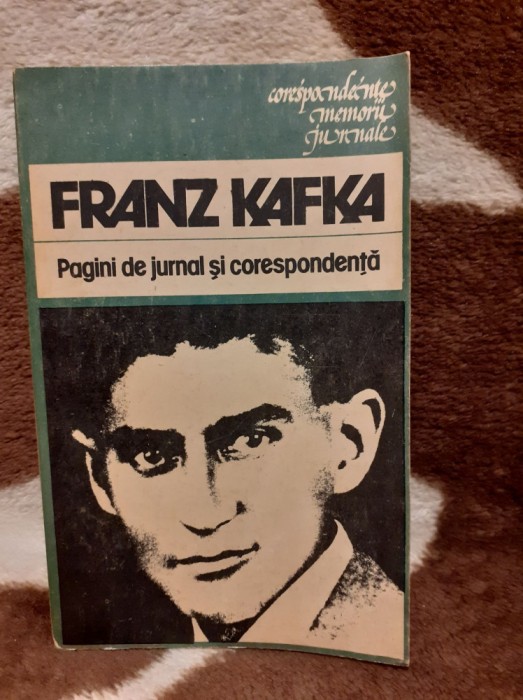 corespondențe
memorii
jurnale
FRANZ KAFKA
Pagini de jurnal și corespondență